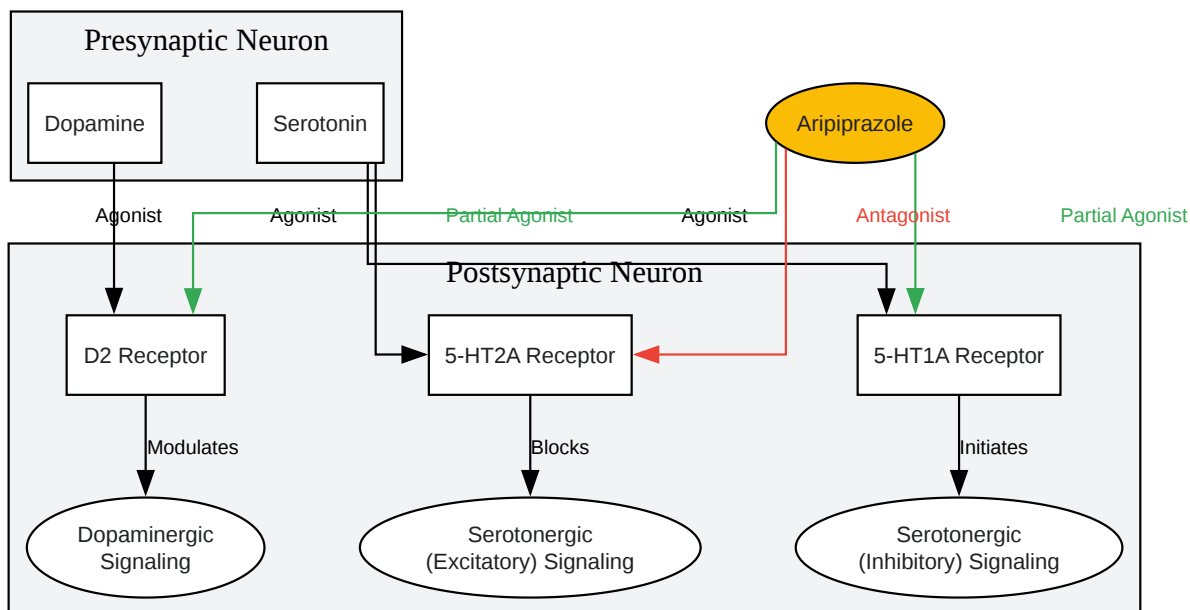 Presynaptic Neuron
Dopamine
Serotonin
Aripiprazole
Agonist
Agonist
Partial Agonist
Agonist
Antagonist
Partial Agonist
Postsynaptic Neuron
D2 Receptor
5-HT2A Receptor
5-HT1A Receptor
Modulates
Blocks
Initiates
Dopaminergic
Signaling
Serotonergic
(Excitatory) Signaling
Serotonergic
(Inhibitory) Signaling